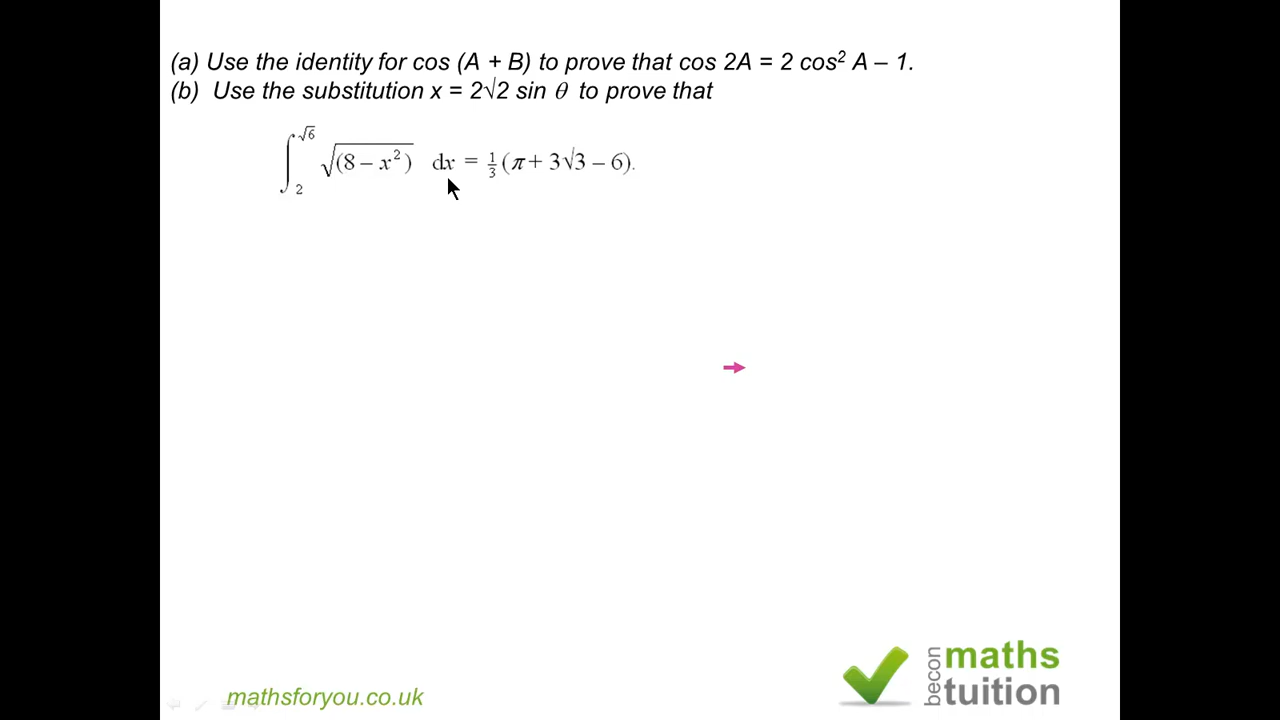 (a) Use the identity for cos (A + B) to prove that cos 2A = 2 cos² A – 1.
(b) Use the substitution x = 2√2 sin θ to prove that
∫₂^√6 √(8 – x²) dx = ⅓(π + 3√3 – 6).
mathsforyou.co.uk
becon maths tuition